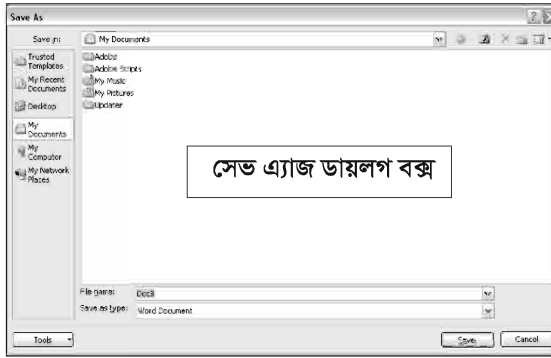 Save As
Save in:
My Documents
Trusted
Templates
My Recent
Documents
Desktop
My
Documents
My
Computer
My Network
Places
Adobe
Adobe Scripts
My Music
My Pictures
Updater
সেভ এ্যাজ ডায়লগ বক্স
File name:
Doc3
Save as type:
Word Document
Tools
Save
Cancel